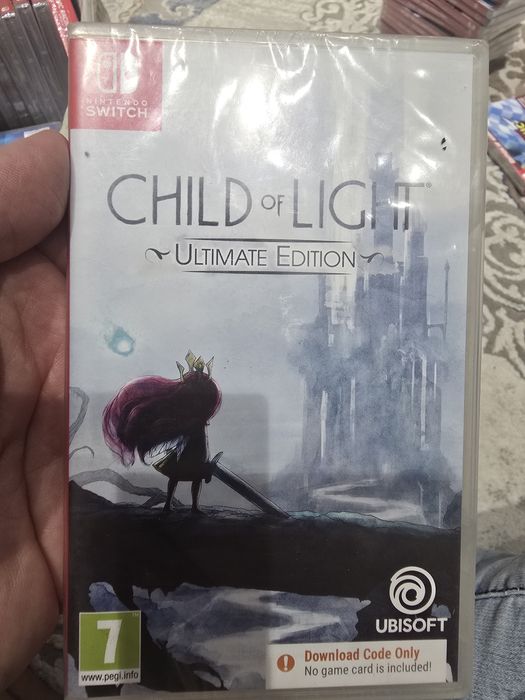 NINTENDO
SWITCH
CHILD OF LIGHT®
ULTIMATE EDITION
7
www.pegi.info
UBISOFT
! Download Code Only
No game card is included!